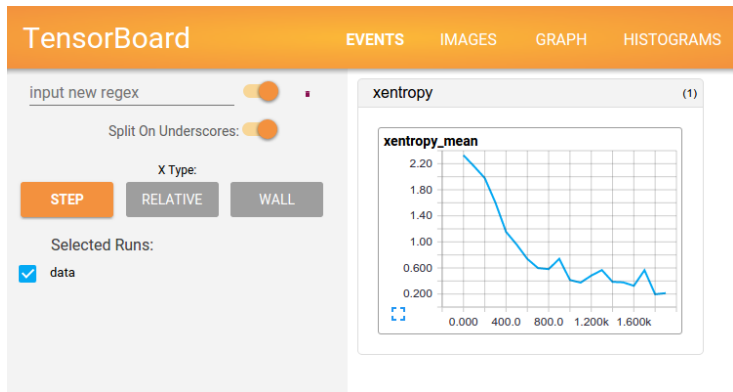 TensorBoard
EVENTS IMAGES GRAPH HISTOGRAMS
input new regex
Split On Underscores:
X Type:
STEP RELATIVE WALL
Selected Runs:
data
xentropy (1)
xentropy_mean
2.20
1.80
1.40
1.00
0.600
0.200
0.000 400.0 800.0 1.200k 1.600k